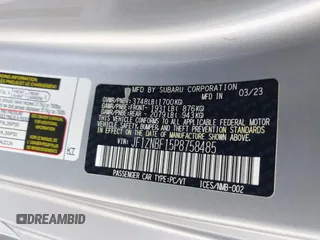 MFD BY SUBARU CORPORATION 03/23
GVWR/PNBV: 3748LB(1700KG)
GAWR/PNBE: FRONT- 1931LB( 876KG)
GAWR/PNBE: REAR- 2079LB( 943KG)
THIS VEHICLE CONFORMS TO ALL APPLICABLE
FEDERAL MOTOR VEHICLE
SAFETY, BUMPER, AND THEFT
PREVENTION STANDARDS IN
EFFECT ON THE DATE OF
MANUFACTURE SHOWN ABOVE.
VIN: JF1ZNBF15P8758485
PASSENGER CAR
TYPE:PC/VT ICES/NMB-002
KT
©DREAMBID